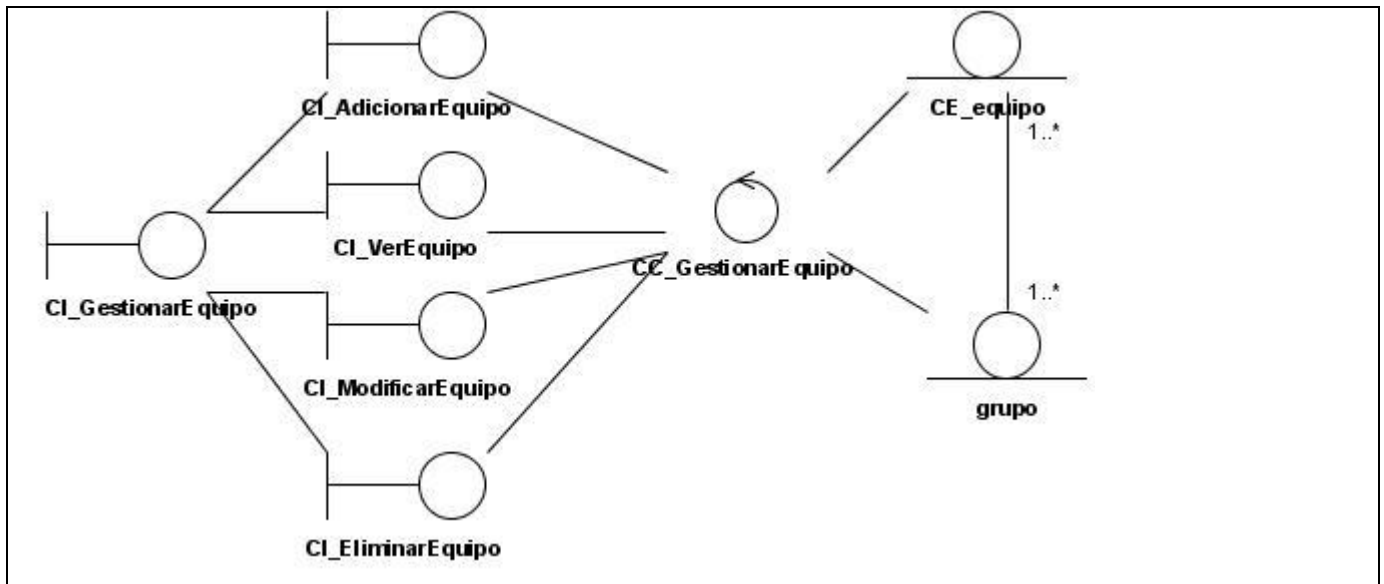 CI_AdicionarEquipo
CE_equipo
1..*
CI_VerEquipo
CC_GestionarEquipo
CI_GestionarEquipo
1..*
CI_ModificarEquipo
grupo
CI_EliminarEquipo